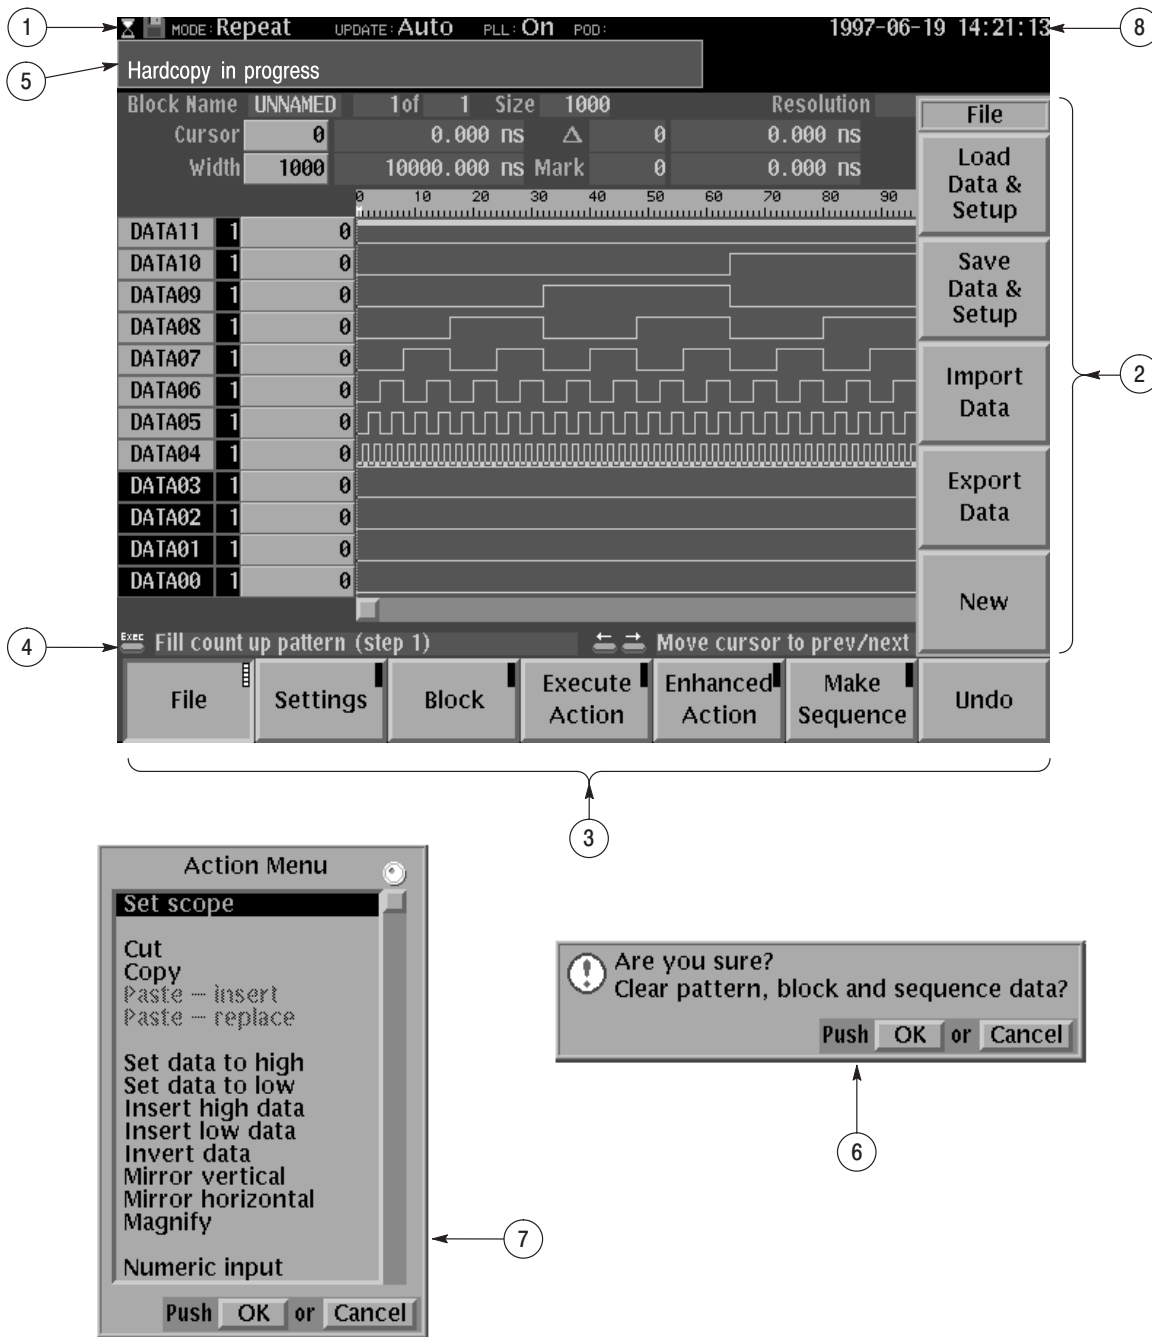 1
MODE: Repeat UPDATE: Auto PLL: On POD: 1997-06-19 14:21:13
8
5
Hardcopy in progress
Block Name UNNAMED 1of 1 Size 1000 Resolution
Cursor 0 0.000 ns △ 0 0.000 ns
Width 1000 10000.000 ns Mark 0 0.000 ns
0 10 20 30 40 50 60 70 80 90
DATA11 1 0
DATA10 1 0
DATA09 1 0
DATA08 1 0
DATA07 1 0
DATA06 1 0
DATA05 1 0
DATA04 1 0
DATA03 1 0
DATA02 1 0
DATA01 1 0
DATA00 1 0
File
Load
Data &
Setup
Save
Data &
Setup
Import
Data
Export
Data
New
2
4
Exec Fill count up pattern (step 1) ← → Move cursor to prev/next
File
Settings
Block
Execute
Action
Enhanced
Action
Make
Sequence
Undo
3
Action Menu
Set scope
Cut
Copy
Paste – insert
Paste – replace
Set data to high
Set data to low
Insert high data
Insert low data
Invert data
Mirror vertical
Mirror horizontal
Magnify
Numeric input
Push OK or Cancel
7
Are you sure?
Clear pattern, block and sequence data?
Push OK or Cancel
6